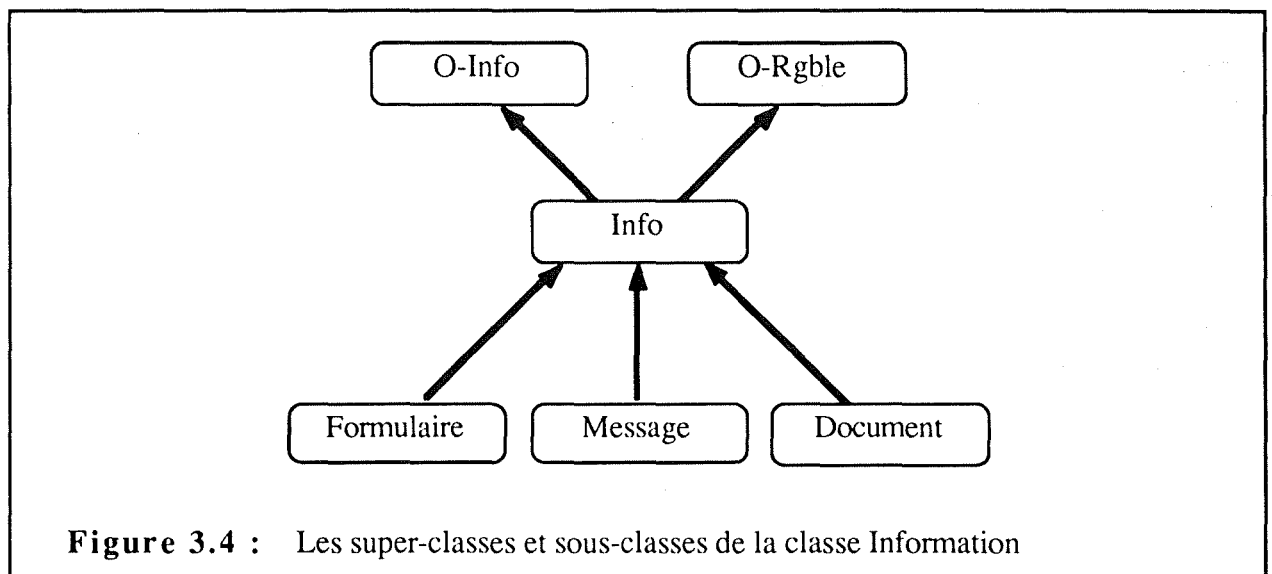 O-Info O-Rgble
Info
Formulaire Message Document
Figure 3.4 : Les super-classes et sous-classes de la classe Information